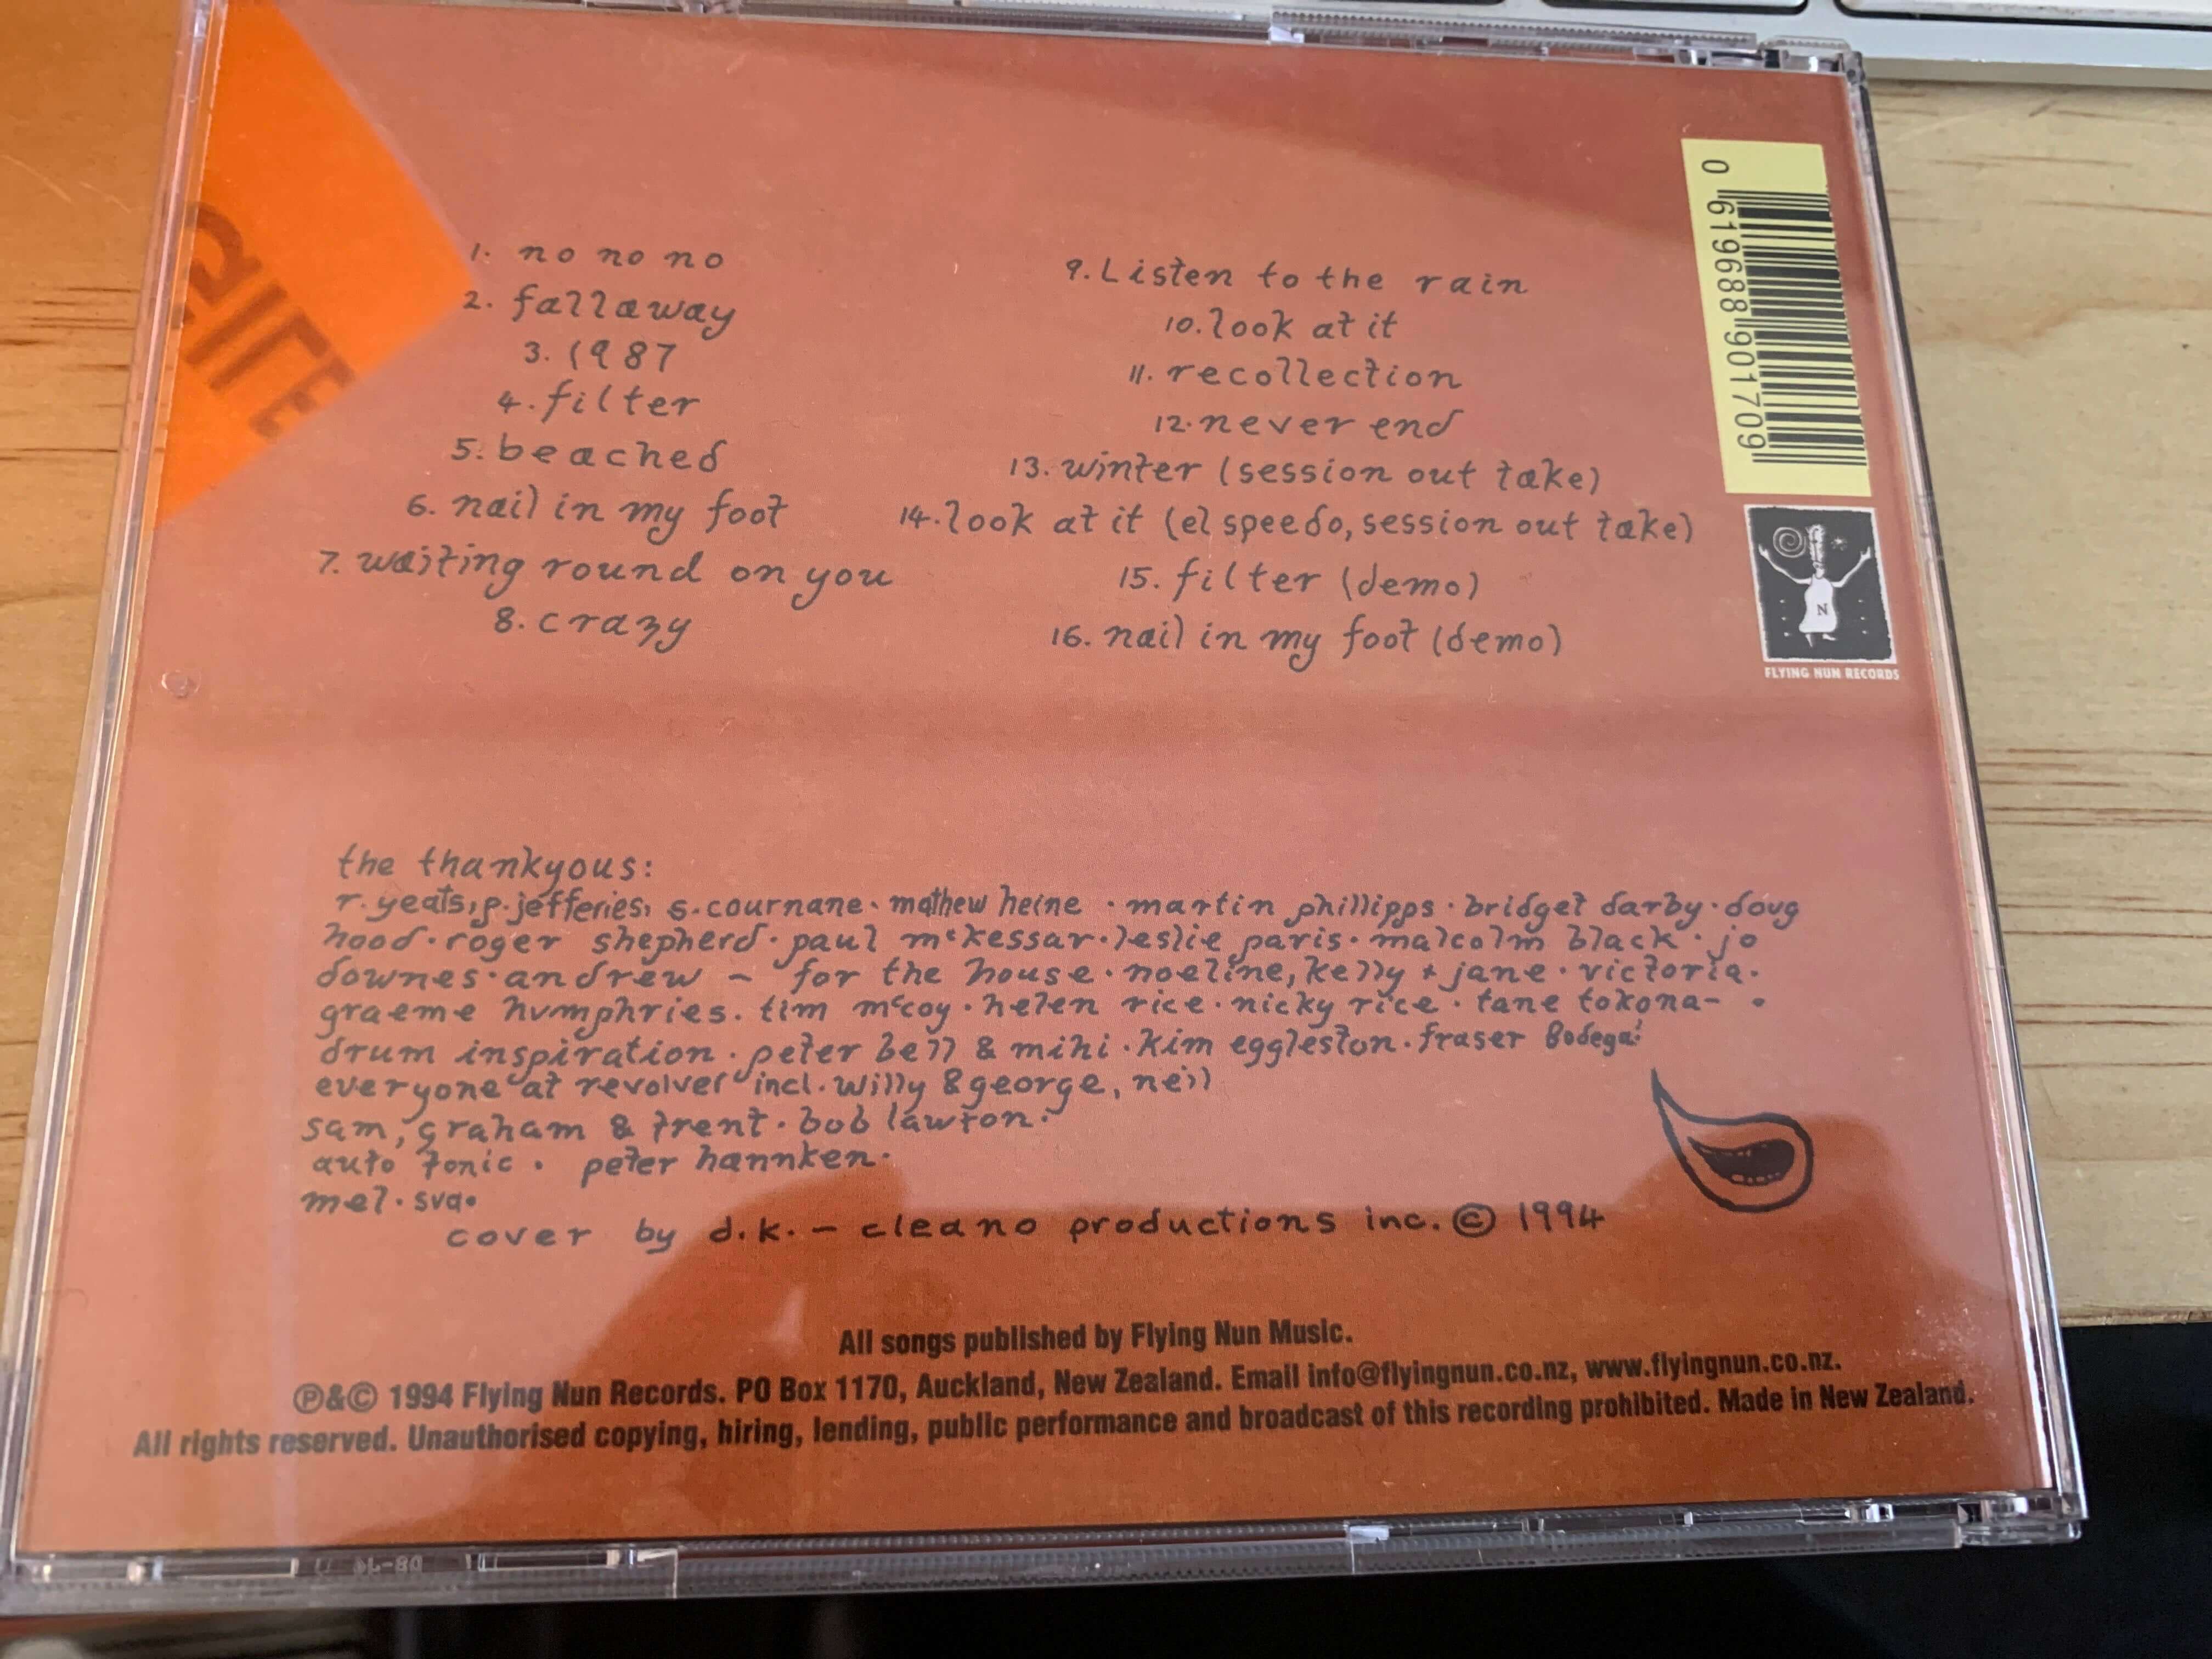 1. no no no
2. fallaway
3. 1987
4. filter
5. beached
6. nail in my foot
7. waiting round on you
8. crazy
9. Listen to the rain
10. look at it
11. recollection
12. never end
13. winter (session out take)
14. look at it (el speedo, session out take)
15. filter (demo)
16. nail in my foot (demo)
0 619688 901709
N
FLYING NUN RECORDS
the thankyous:
r. yeats, p. jefferies, s. cournane · mathew heine · martin phillipps · bridget darby · doug
hood · roger shepherd · paul mckessar · leslie paris · malcolm black · jo
downes · andrew – for the house · noeline, kelly + jane · victoria ·
graeme humphries · tim mccoy · helen rice · nicky rice · tane tokona – ·
drum inspiration · peter bell & mihi · kim eggleston · fraser Bodega!
everyone "at revolver" incl. willy & george, neil
sam, graham & trent · bob lawton ·
auto tonic · peter hannken ·
mel · sva ·
cover by d.k. – cleano productions inc. © 1994
All songs published by Flying Nun Music.
℗&© 1994 Flying Nun Records. PO Box 1170, Auckland, New Zealand. Email info@flyingnun.co.nz, www.flyingnun.co.nz.
All rights reserved. Unauthorised copying, hiring, lending, public performance and broadcast of this recording prohibited. Made in New Zealand.